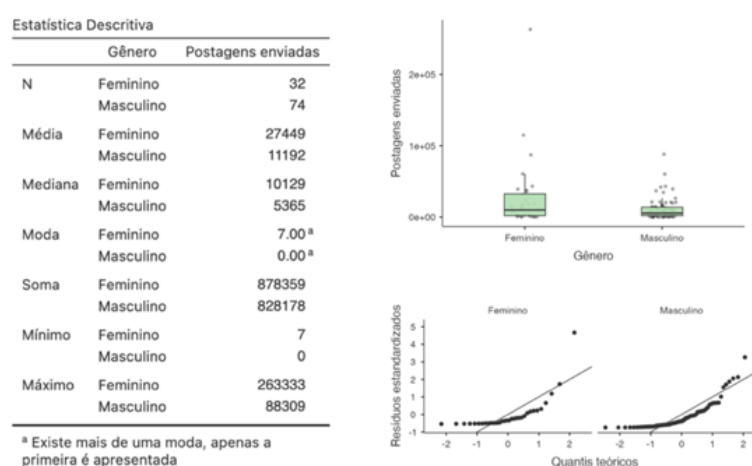 Estatística Descritiva
Gênero Postagens enviadas
N Feminino 32
Masculino 74
Média Feminino 27449
Masculino 11192
Mediana Feminino 10129
Masculino 5365
Moda Feminino 7.00 ª
Masculino 0.00 ª
Soma Feminino 878359
Masculino 828178
Mínimo Feminino 7
Masculino 0
Máximo Feminino 263333
Masculino 88309
ª Existe mais de uma moda, apenas a
primeira é apresentada
Postagens enviadas
2e+05
1e+05
0e+00
Feminino Masculino
Gênero
Feminino Masculino
Resíduos estandardizados
5
4
3
2
1
0
-1
-2 -1 0 1 2 -2 -1 0 1 2
Quantis teóricos